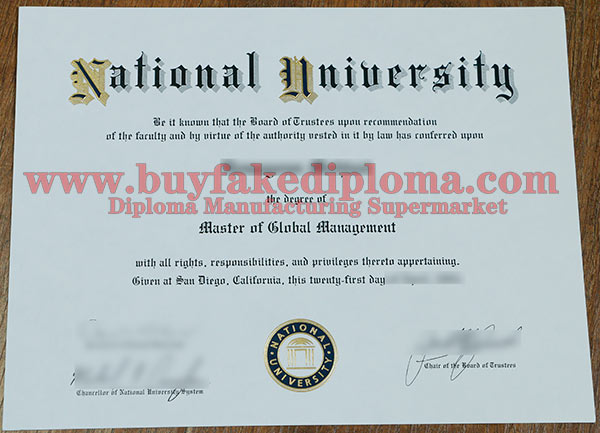 National University
Be it known that the Board of Trustees upon recommendation
of the faculty and by virtue of the authority vested in it by law has conferred upon
www.buyfakediploma.com
the degree of
Diploma Manufacturing Supermarket
Master of Global Management
with all rights, responsibilities, and privileges thereto appertaining.
Given at San Diego, California, this twenty-first day
NATIONAL UNIVERSITY
Chancellor of National University System
Chair of the Board of Trustees